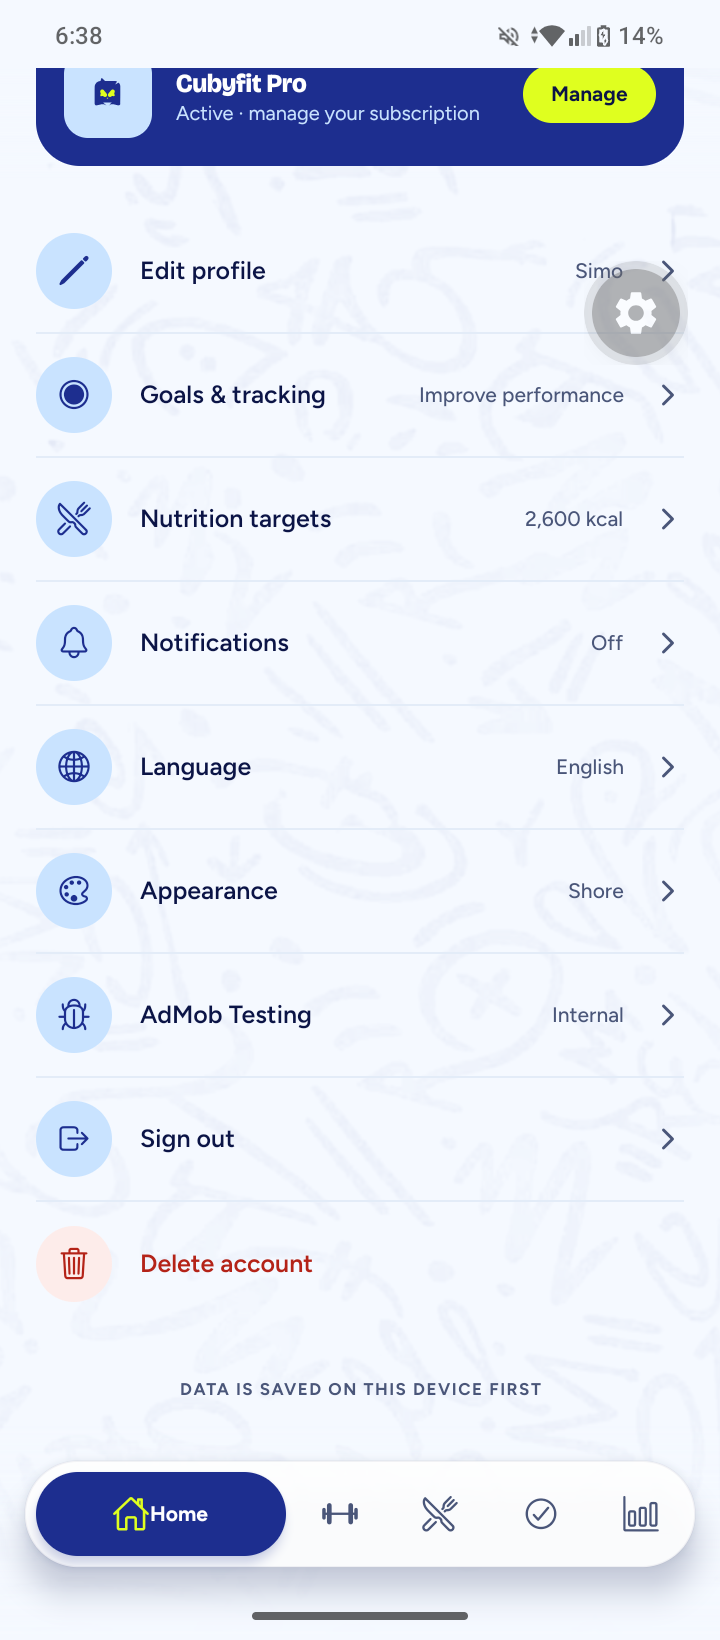 6:38
14%
Cubyfit Pro
Active · manage your subscription
Manage
Edit profile
Simo
Goals & tracking
Improve performance
Nutrition targets
2,600 kcal
Notifications
Off
Language
English
Appearance
Shore
AdMob Testing
Internal
Sign out
Delete account
DATA IS SAVED ON THIS DEVICE FIRST
Home